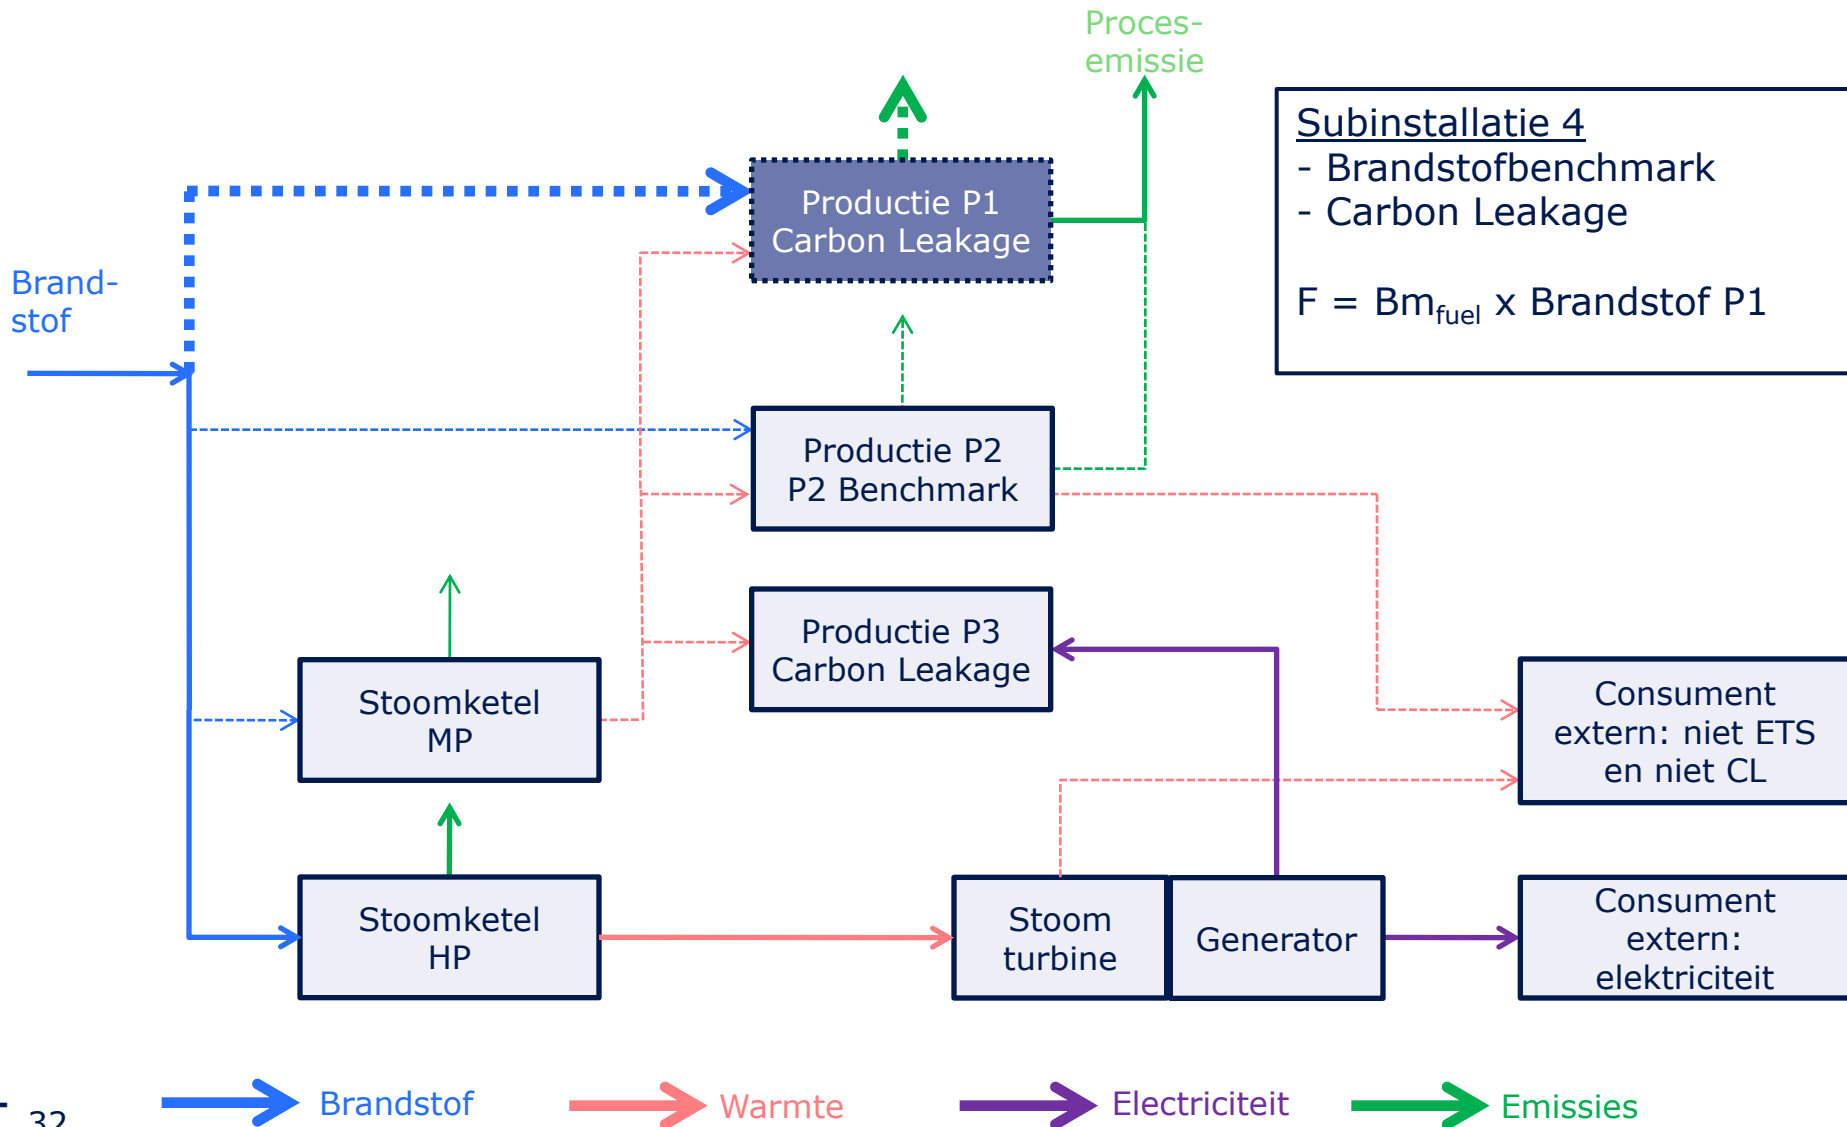 Proces-
emissie
Subinstallatie 4
- Brandstofbenchmark
- Carbon Leakage
F = Bmfuel x Brandstof P1
Productie P1
Carbon Leakage
Brand-
stof
Productie P2
P2 Benchmark
Productie P3
Carbon Leakage
Stoomketel
MP
Consument
extern: niet ETS
en niet CL
Stoomketel
HP
Stoom
turbine
Generator
Consument
extern:
elektriciteit
Brandstof
Warmte
Electriciteit
Emissies
32